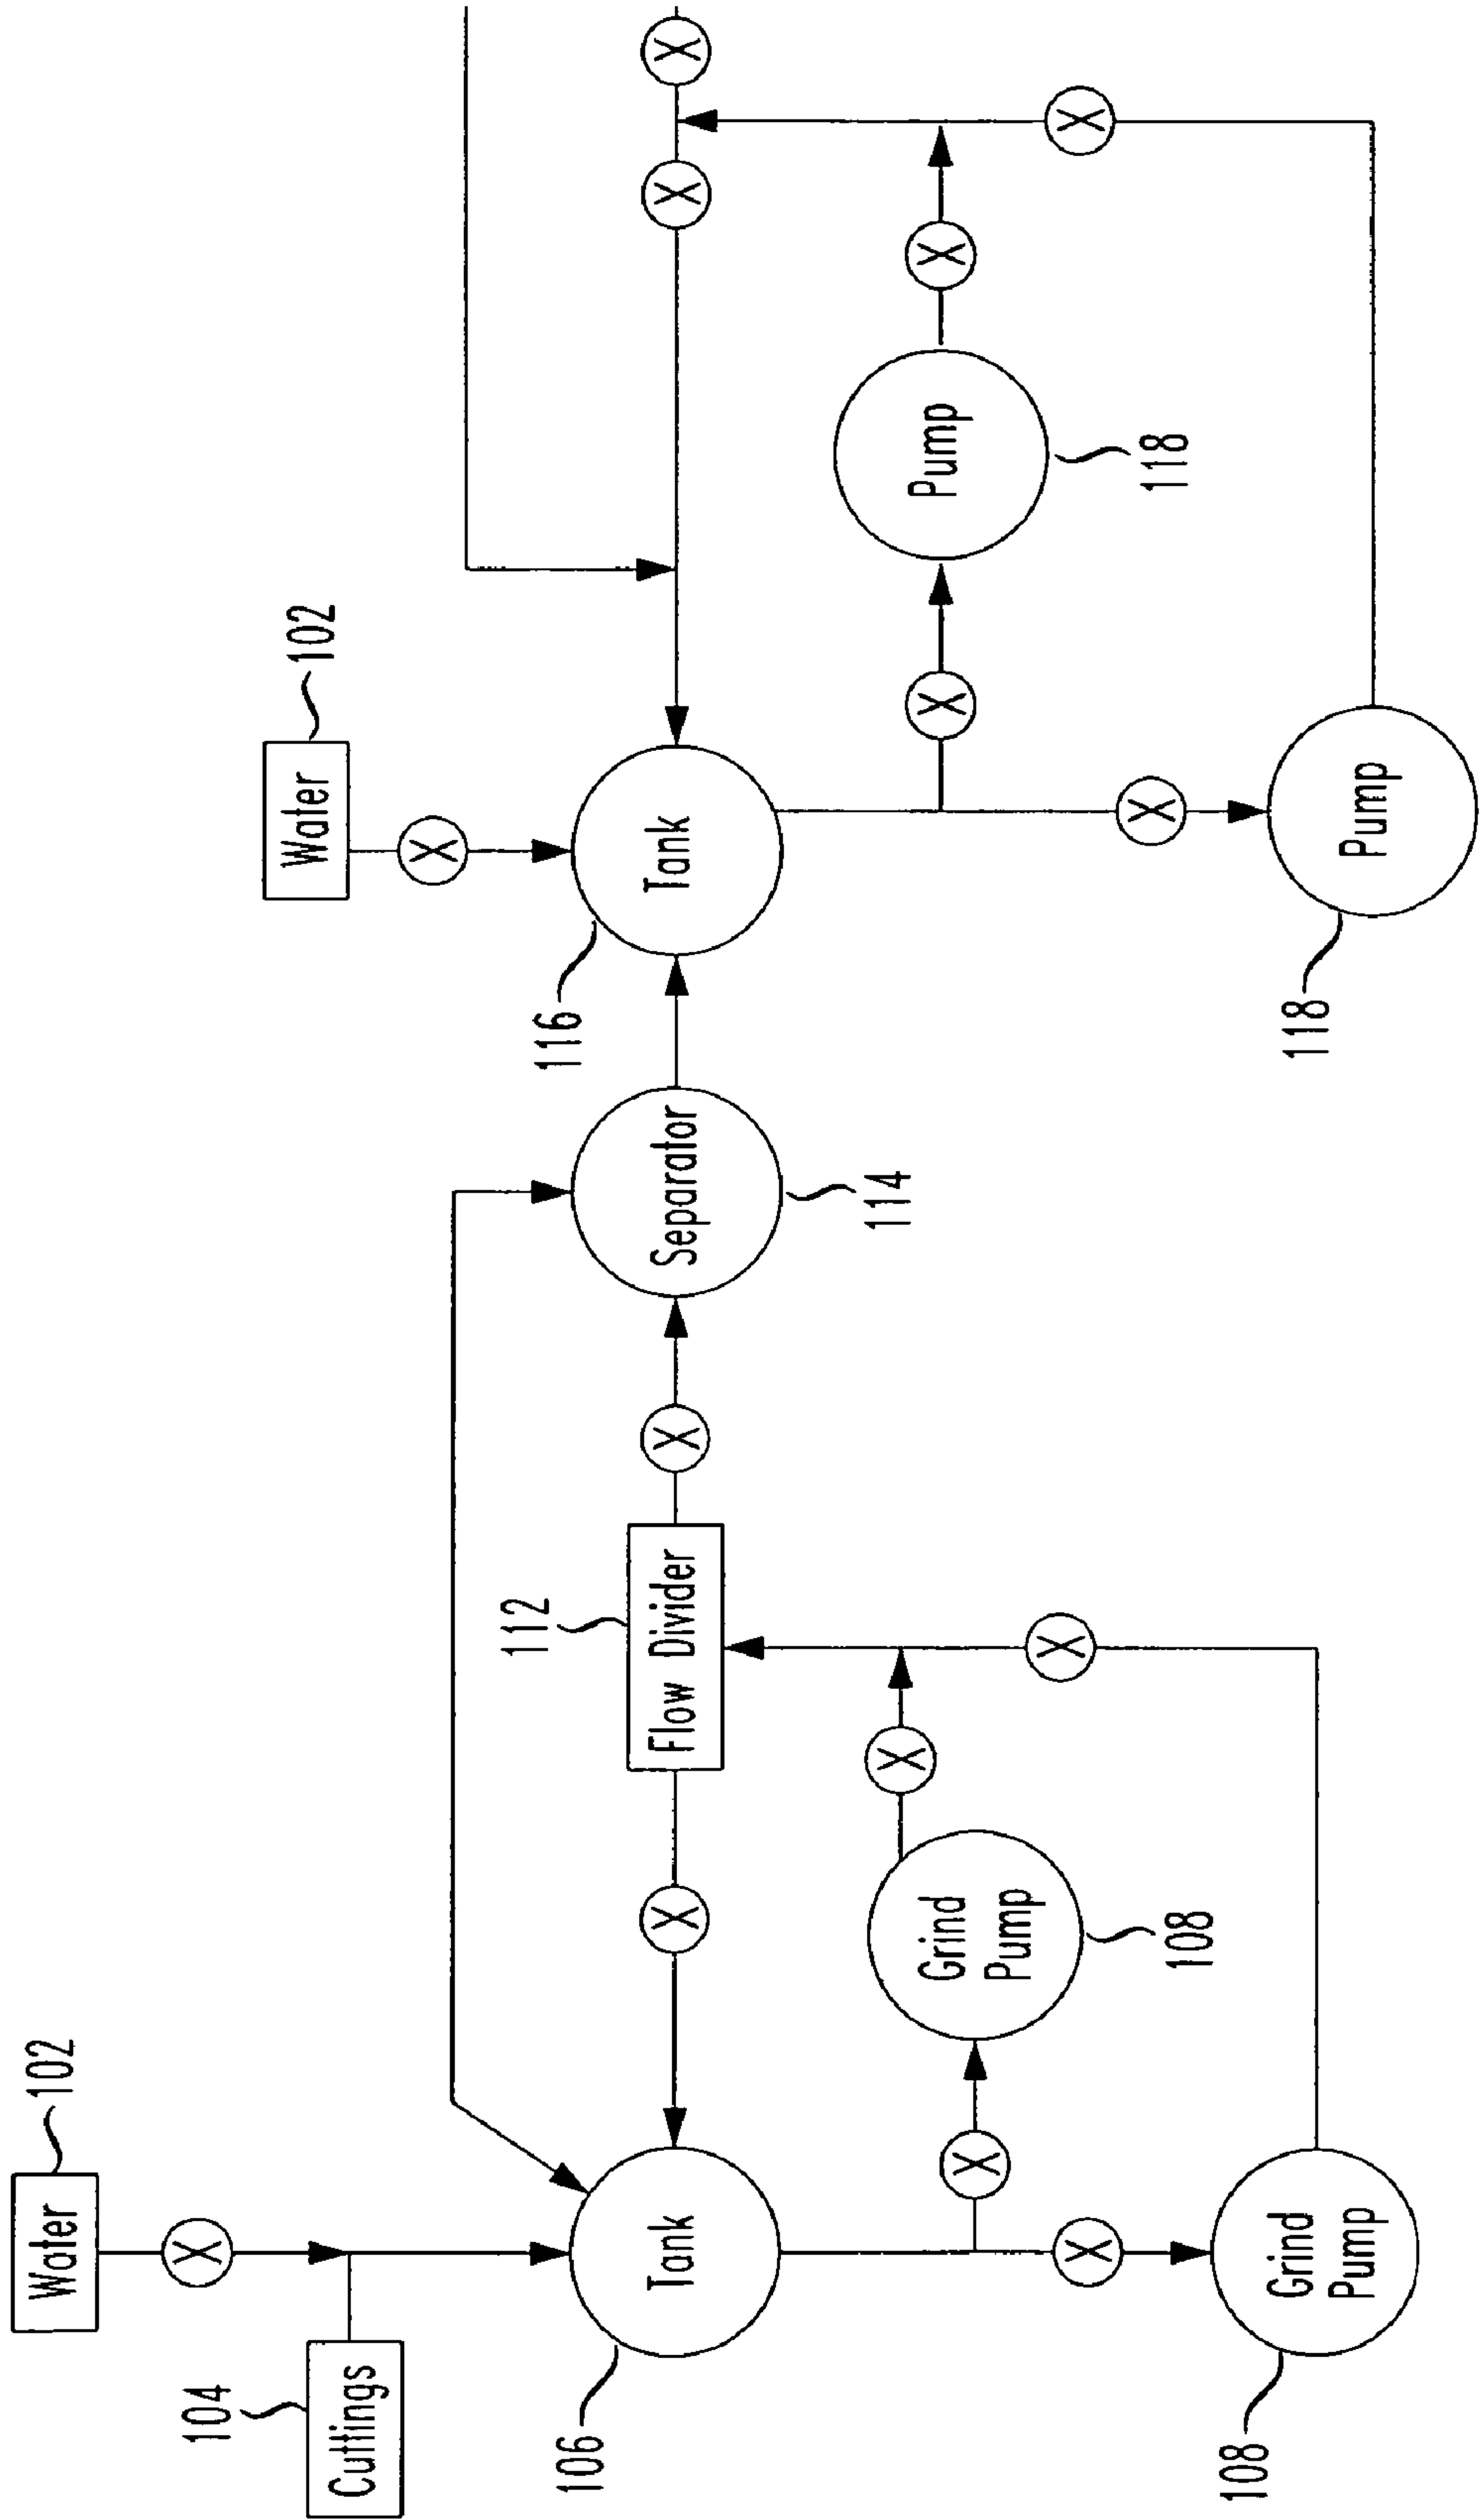 102
Water
104
102
Water
Cuttings
106
112
116
Tank
Flow Divider
Separator
Tank
114
Grind
Pump
Pump
108
118
108
118
Grind
Pump
Pump